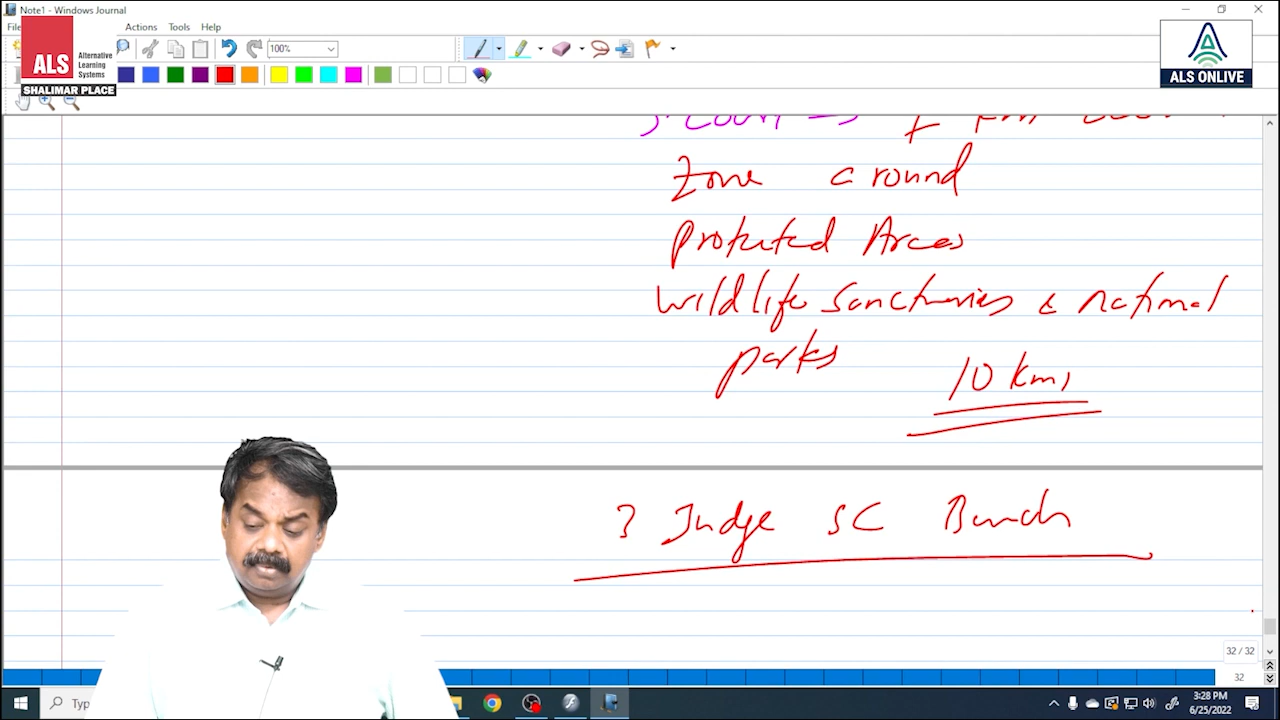 Note1 - Windows Journal
Actions Tools Help
ALS
Alternative
Learning
Systems
SHALIMAR PLACE
100%
ALS ONLIVE
zone around
protected Areas
wildlife sanctuaries & national
parks
10 kms
3 Judge SC Bench
32 / 32
32
3:28 PM
6/25/2022